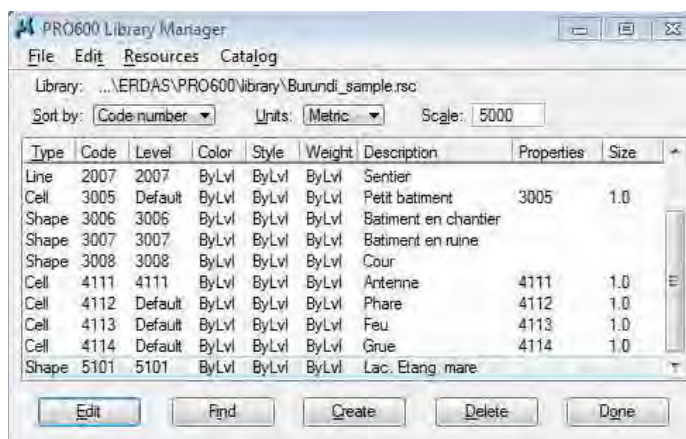 PRO600 Library Manager
File Edit Resources Catalog
Library: ...\ERDAS\PRO600\library\Burundi_sample.rsc
Sort by: Code number Units: Metric Scale: 5000
Type Code Level Color Style Weight Description Properties Size
Line 2007 2007 ByLvl ByLvl ByLvl Sentier
Cell 3005 Default ByLvl ByLvl ByLvl Petit batiment 3005 1.0
Shape 3006 3006 ByLvl ByLvl ByLvl Batiment en chantier
Shape 3007 3007 ByLvl ByLvl ByLvl Batiment en ruine
Shape 3008 3008 ByLvl ByLvl ByLvl Cour
Cell 4111 4111 ByLvl ByLvl ByLvl Antenne 4111 1.0
Cell 4112 Default ByLvl ByLvl ByLvl Phare 4112 1.0
Cell 4113 Default ByLvl ByLvl ByLvl Feu 4113 1.0
Cell 4114 Default ByLvl ByLvl ByLvl Grue 4114 1.0
Shape 5101 5101 ByLvl ByLvl ByLvl Lac. Etang. mare.
Edit Find Create Delete Done